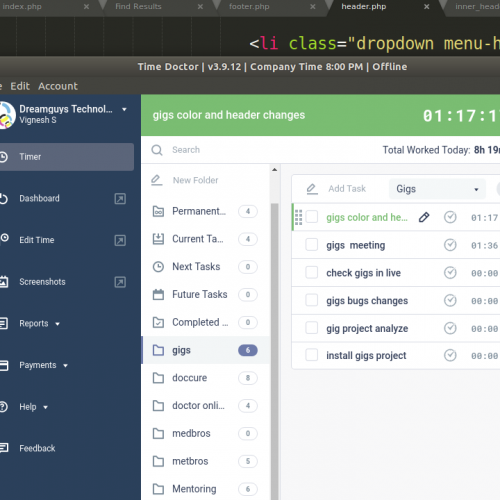 index.php
find Results
footer.php
header.php
inner_head
<li class="dropdown menu-h
Time Doctor | v3.9.12 | Company Time 8:00 PM | Offline
Edit Account
Dreamguys Technol...
Vignesh S
gigs color and header changes
01:17:1
Timer
Search
Total Worked Today: 8h 19m
New Folder
Add Task
Gigs
Dashboard
Edit Time
Screenshots
Reports
Payments
Help
Feedback
Permanent... 4
Current Ta... 4
Next Tasks 4
Future Tasks 4
Completed ... 4
gigs 6
doccure 8
doctor onli... 4
medbros 0
metbros 5
Mentoring 6
gigs color and he... 01:17
gigs meeting 01:36
check gigs in live 00:00
gigs bugs changes 00:00
gig project analyze 00:00
install gigs project 00:00